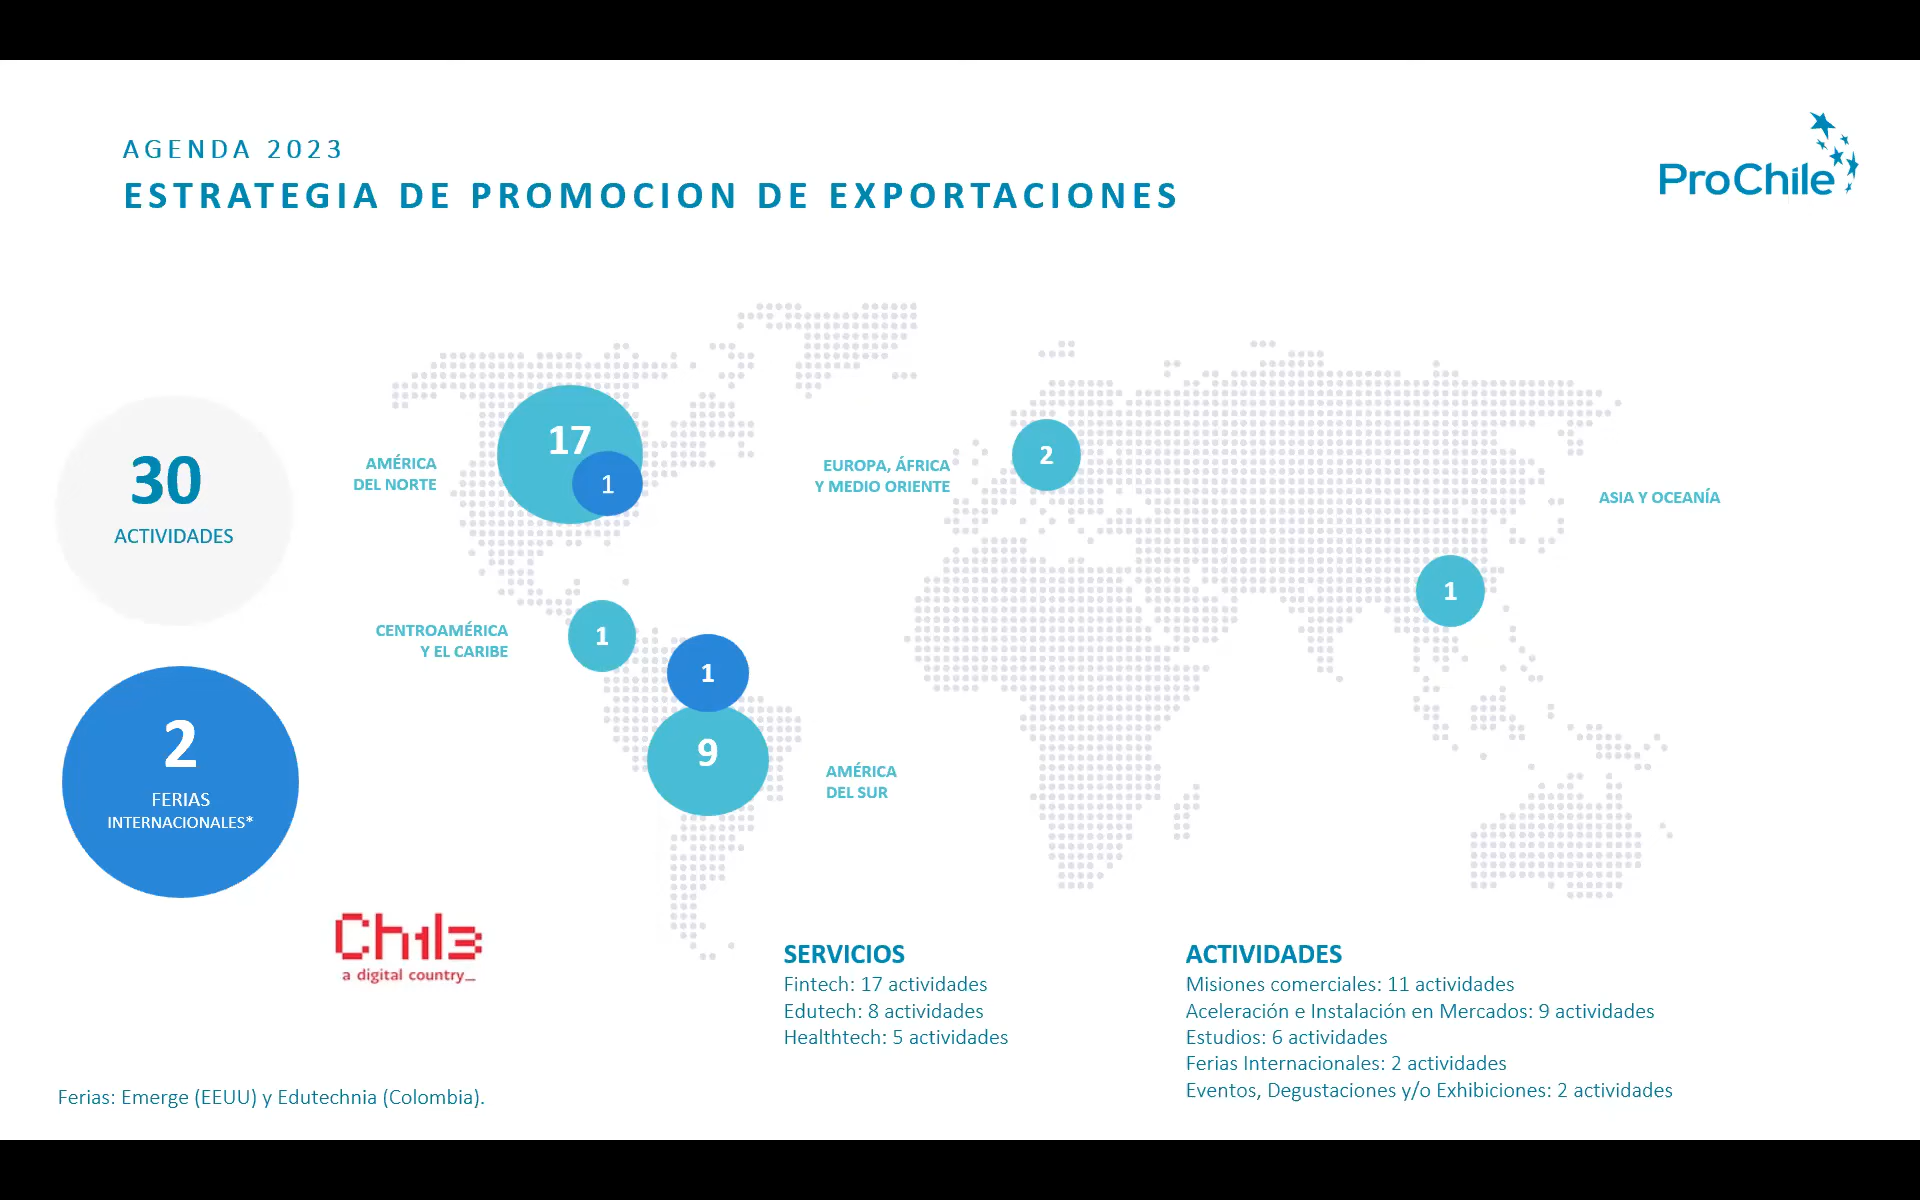 AGENDA 2023
ESTRATEGIA DE PROMOCION DE EXPORTACIONES
ProChile
30
ACTIVIDADES
2
FERIAS
INTERNACIONALES*
17
1
AMÉRICA
DEL NORTE
CENTROAMÉRICA
Y EL CARIBE
1
1
9
AMÉRICA
DEL SUR
EUROPA, ÁFRICA
Y MEDIO ORIENTE
2
ASIA Y OCEANÍA
1
Ch1l3
a digital country_
SERVICIOS
Fintech: 17 actividades
Edutech: 8 actividades
Healthtech: 5 actividades
ACTIVIDADES
Misiones comerciales: 11 actividades
Aceleración e Instalación en Mercados: 9 actividades
Estudios: 6 actividades
Ferias Internacionales: 2 actividades
Eventos, Degustaciones y/o Exhibiciones: 2 actividades
Ferias: Emerge (EEUU) y Edutechnia (Colombia).